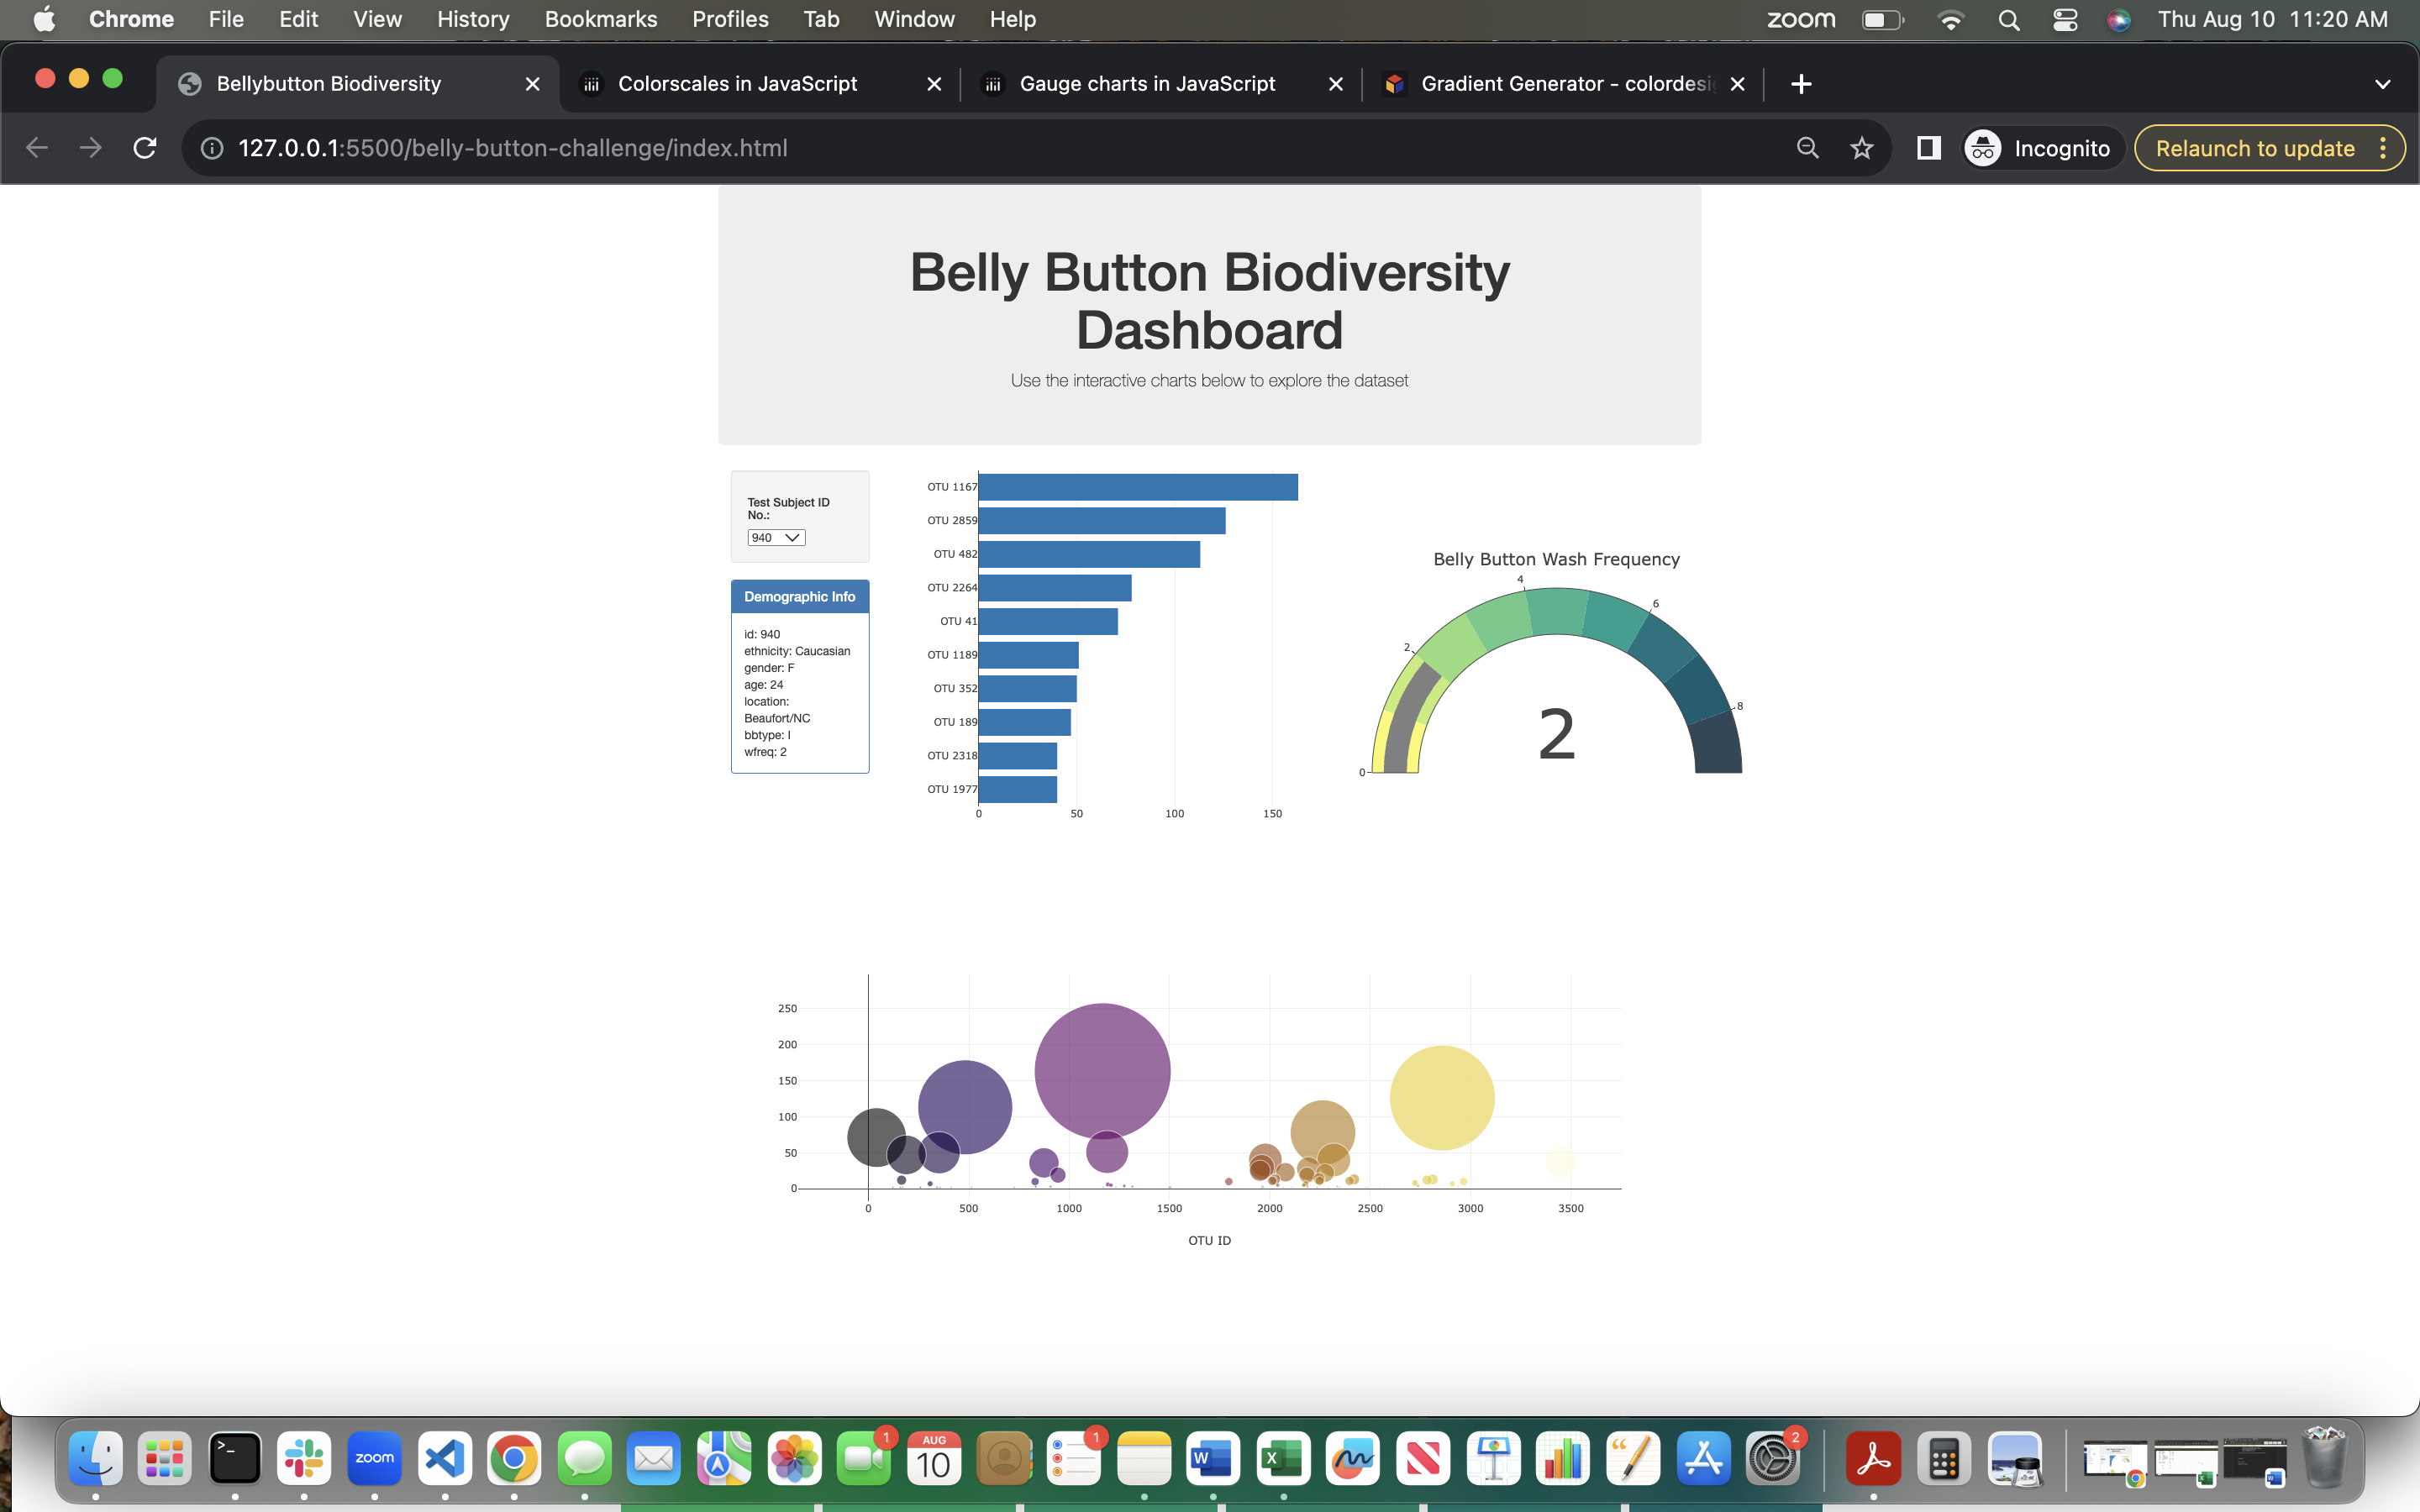 Chrome File Edit View History Bookmarks Profiles Tab Window Help zoom Thu Aug 10 11:20 AM
Bellybutton Biodiversity Colorscales in JavaScript Gauge charts in JavaScript Gradient Generator - colordesi
127.0.0.1:5500/belly-button-challenge/index.html Incognito Relaunch to update
Belly Button Biodiversity
Dashboard
Use the interactive charts below to explore the dataset
Test Subject ID
No.:
940
Demographic Info
id: 940
ethnicity: Caucasian
gender: F
age: 24
location:
Beaufort/NC
bbtype: I
wfreq: 2
OTU 1167
OTU 2859
OTU 482
OTU 2264
OTU 41
OTU 1189
OTU 352
OTU 189
OTU 2318
OTU 1977
0 50 100 150
Belly Button Wash Frequency
0
2
4
6
8
2
250
200
150
100
50
0
0 500 1000 1500 2000 2500 3000 3500
OTU ID
zoom 1 AUG 10 1 W X 2